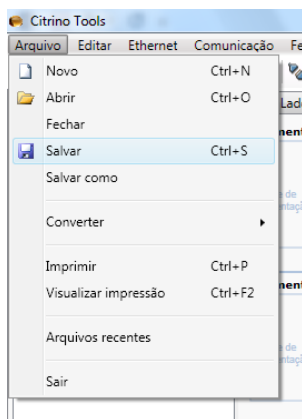 Citrino Tools
Arquivo Editar Ethernet Comunicação
Novo Ctrl+N
Abrir Ctrl+O
Fechar
Salvar Ctrl+S
Salvar como
Converter
Imprimir Ctrl+P
Visualizar impressão Ctrl+F2
Arquivos recentes
Sair